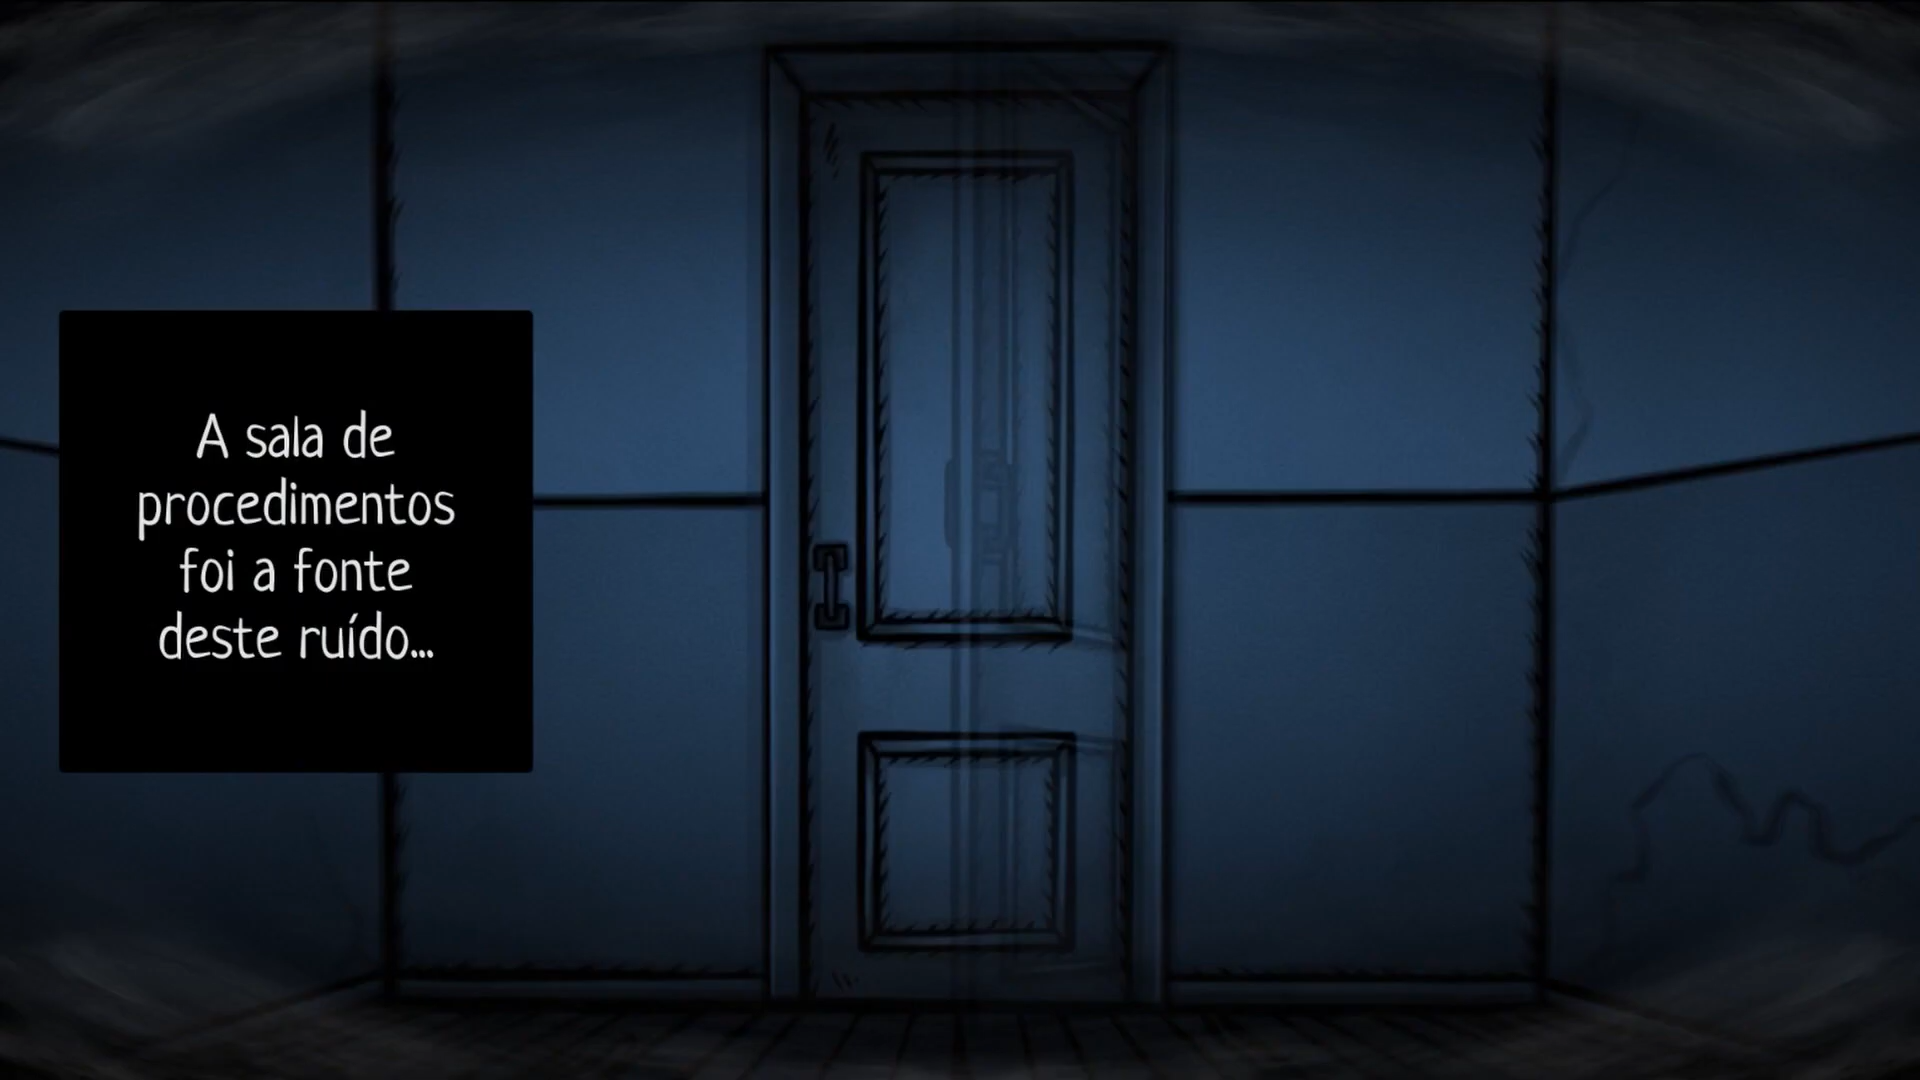 A sala de
procedimentos
foi a fonte
deste ruído...